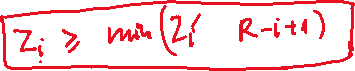 Zᵢ ≥ min(Zᵢ' R-i+1)